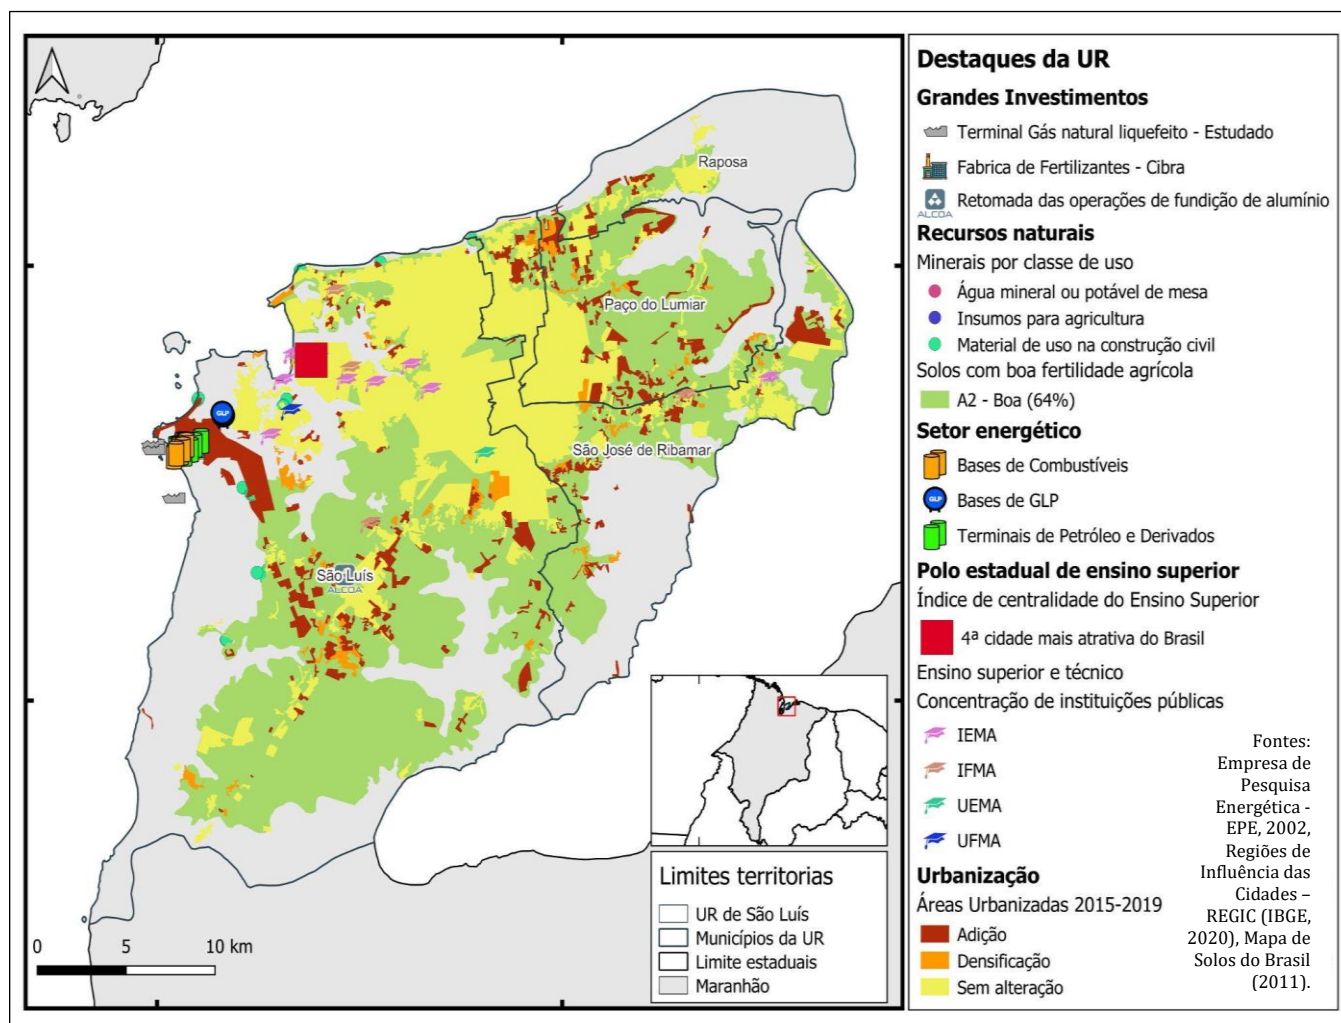 Raposa
Paço do Lumiar
São José de Ribamar
GLP
São Luís
ALCOA
0 5 10 km
Limites territorias
UR de São Luís
Municípios da UR
Limite estaduais
Maranhão
Destaques da UR
Grandes Investimentos
Terminal Gás natural liquefeito - Estudado
Fabrica de Fertilizantes - Cibra
ALCOA
Retomada das operações de fundição de alumínio
Recursos naturais
Minerais por classe de uso
Água mineral ou potável de mesa
Insumos para agricultura
Material de uso na construção civil
Solos com boa fertilidade agrícola
A2 - Boa (64%)
Setor energético
Bases de Combustíveis
GLP
Bases de GLP
Terminais de Petróleo e Derivados
Polo estadual de ensino superior
Índice de centralidade do Ensino Superior
4ª cidade mais atrativa do Brasil
Ensino superior e técnico
Concentração de instituições públicas
IEMA
IFMA
UEMA
UFMA
Urbanização
Áreas Urbanizadas 2015-2019
Adição
Densificação
Sem alteração
Fontes:
Empresa de
Pesquisa
Energética -
EPE, 2002,
Regiões de
Influência das
Cidades –
REGIC (IBGE,
2020), Mapa de
Solos do Brasil
(2011).